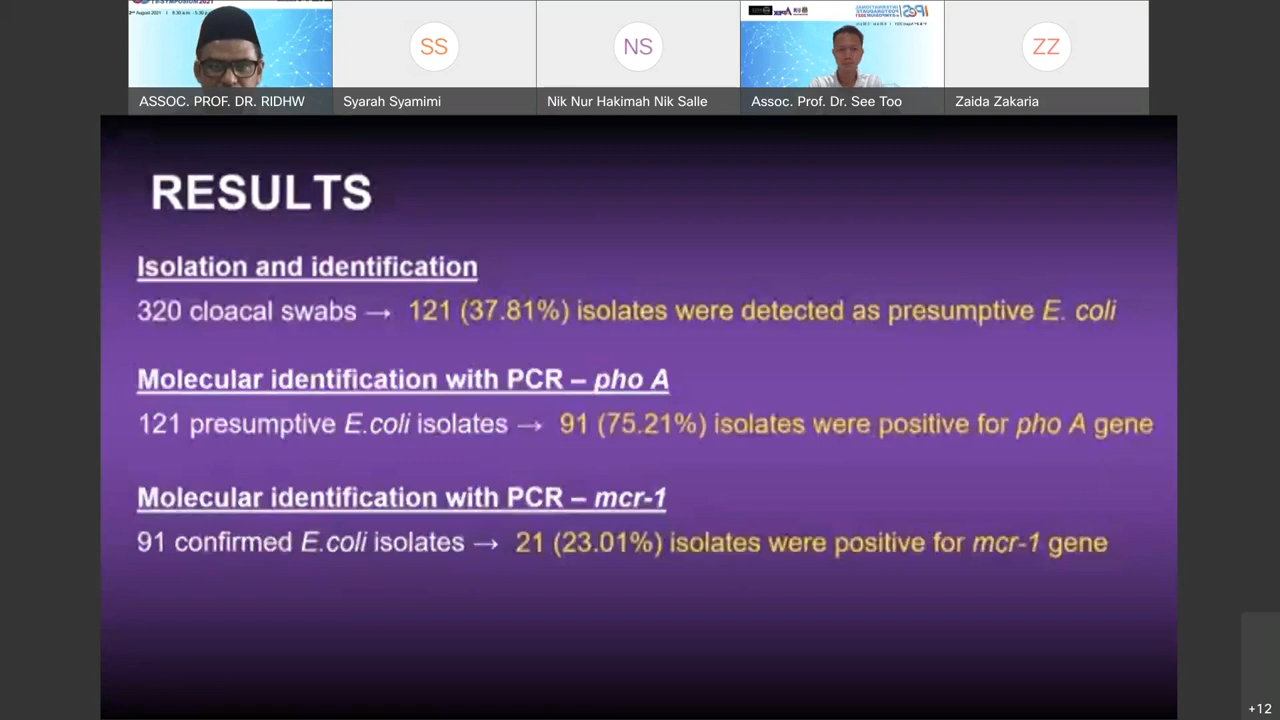 SYMPOSIUM2021
ASSOC. PROF. DR. RIDHW
SS
Syarah Syamimi
NS
Nik Nur Hakimah Nik Salle
Assoc. Prof. Dr. See Too
ZZ
Zaida Zakaria
RESULTS
Isolation and identification
320 cloacal swabs → 121 (37.81%) isolates were detected as presumptive E. coli
Molecular identification with PCR – pho A
121 presumptive E.coli isolates → 91 (75.21%) isolates were positive for pho A gene
Molecular identification with PCR – mcr-1
91 confirmed E.coli isolates → 21 (23.01%) isolates were positive for mcr-1 gene
+12